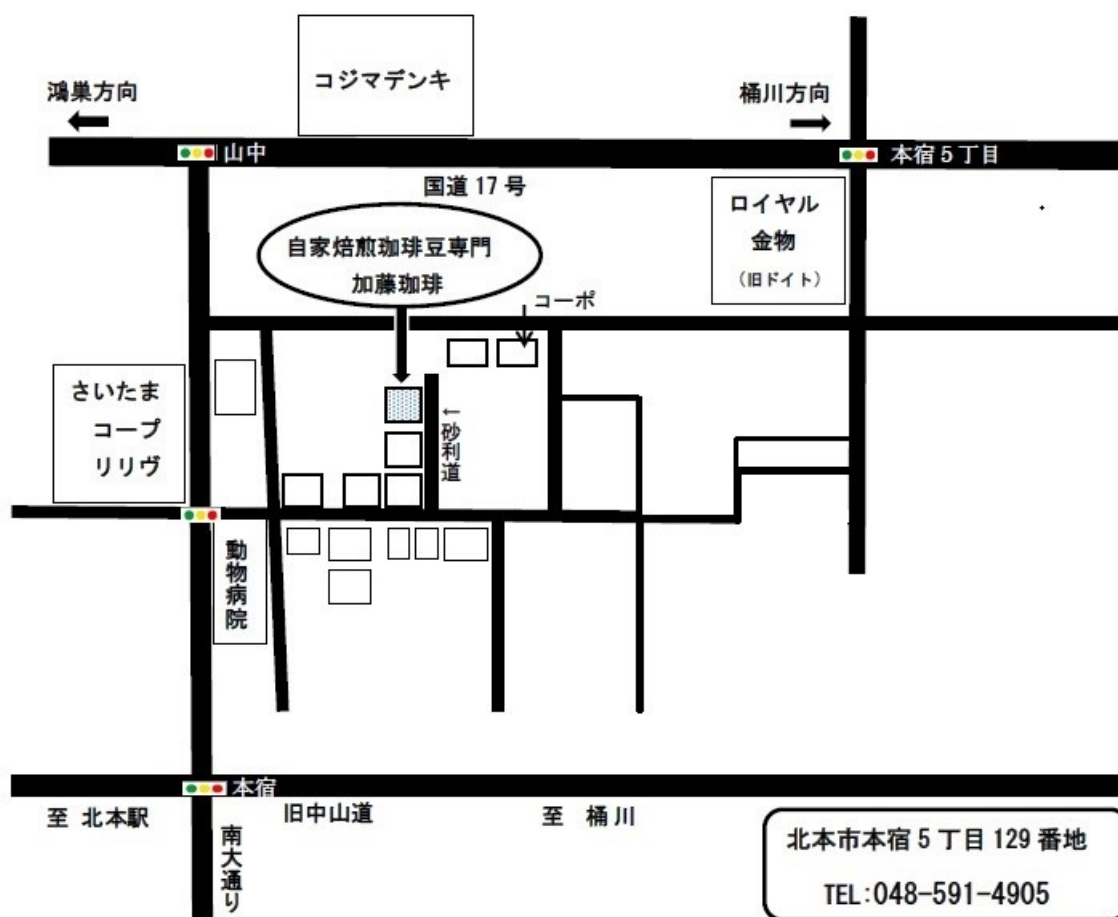 コジマデンキ
鴻巣方向
桶川方向
山中
本宿5丁目
国道 17 号
ロイヤル
金物
（旧ドイト）
自家焙煎珈琲豆専門
加藤珈琲
コーポ
さいたま
コープ
リリヴ
←砂利道
動物病院
本宿
至 北本駅
旧中山道
至 桶川
南大通り
北本市本宿 5 丁目 129 番地
TEL:048-591-4905